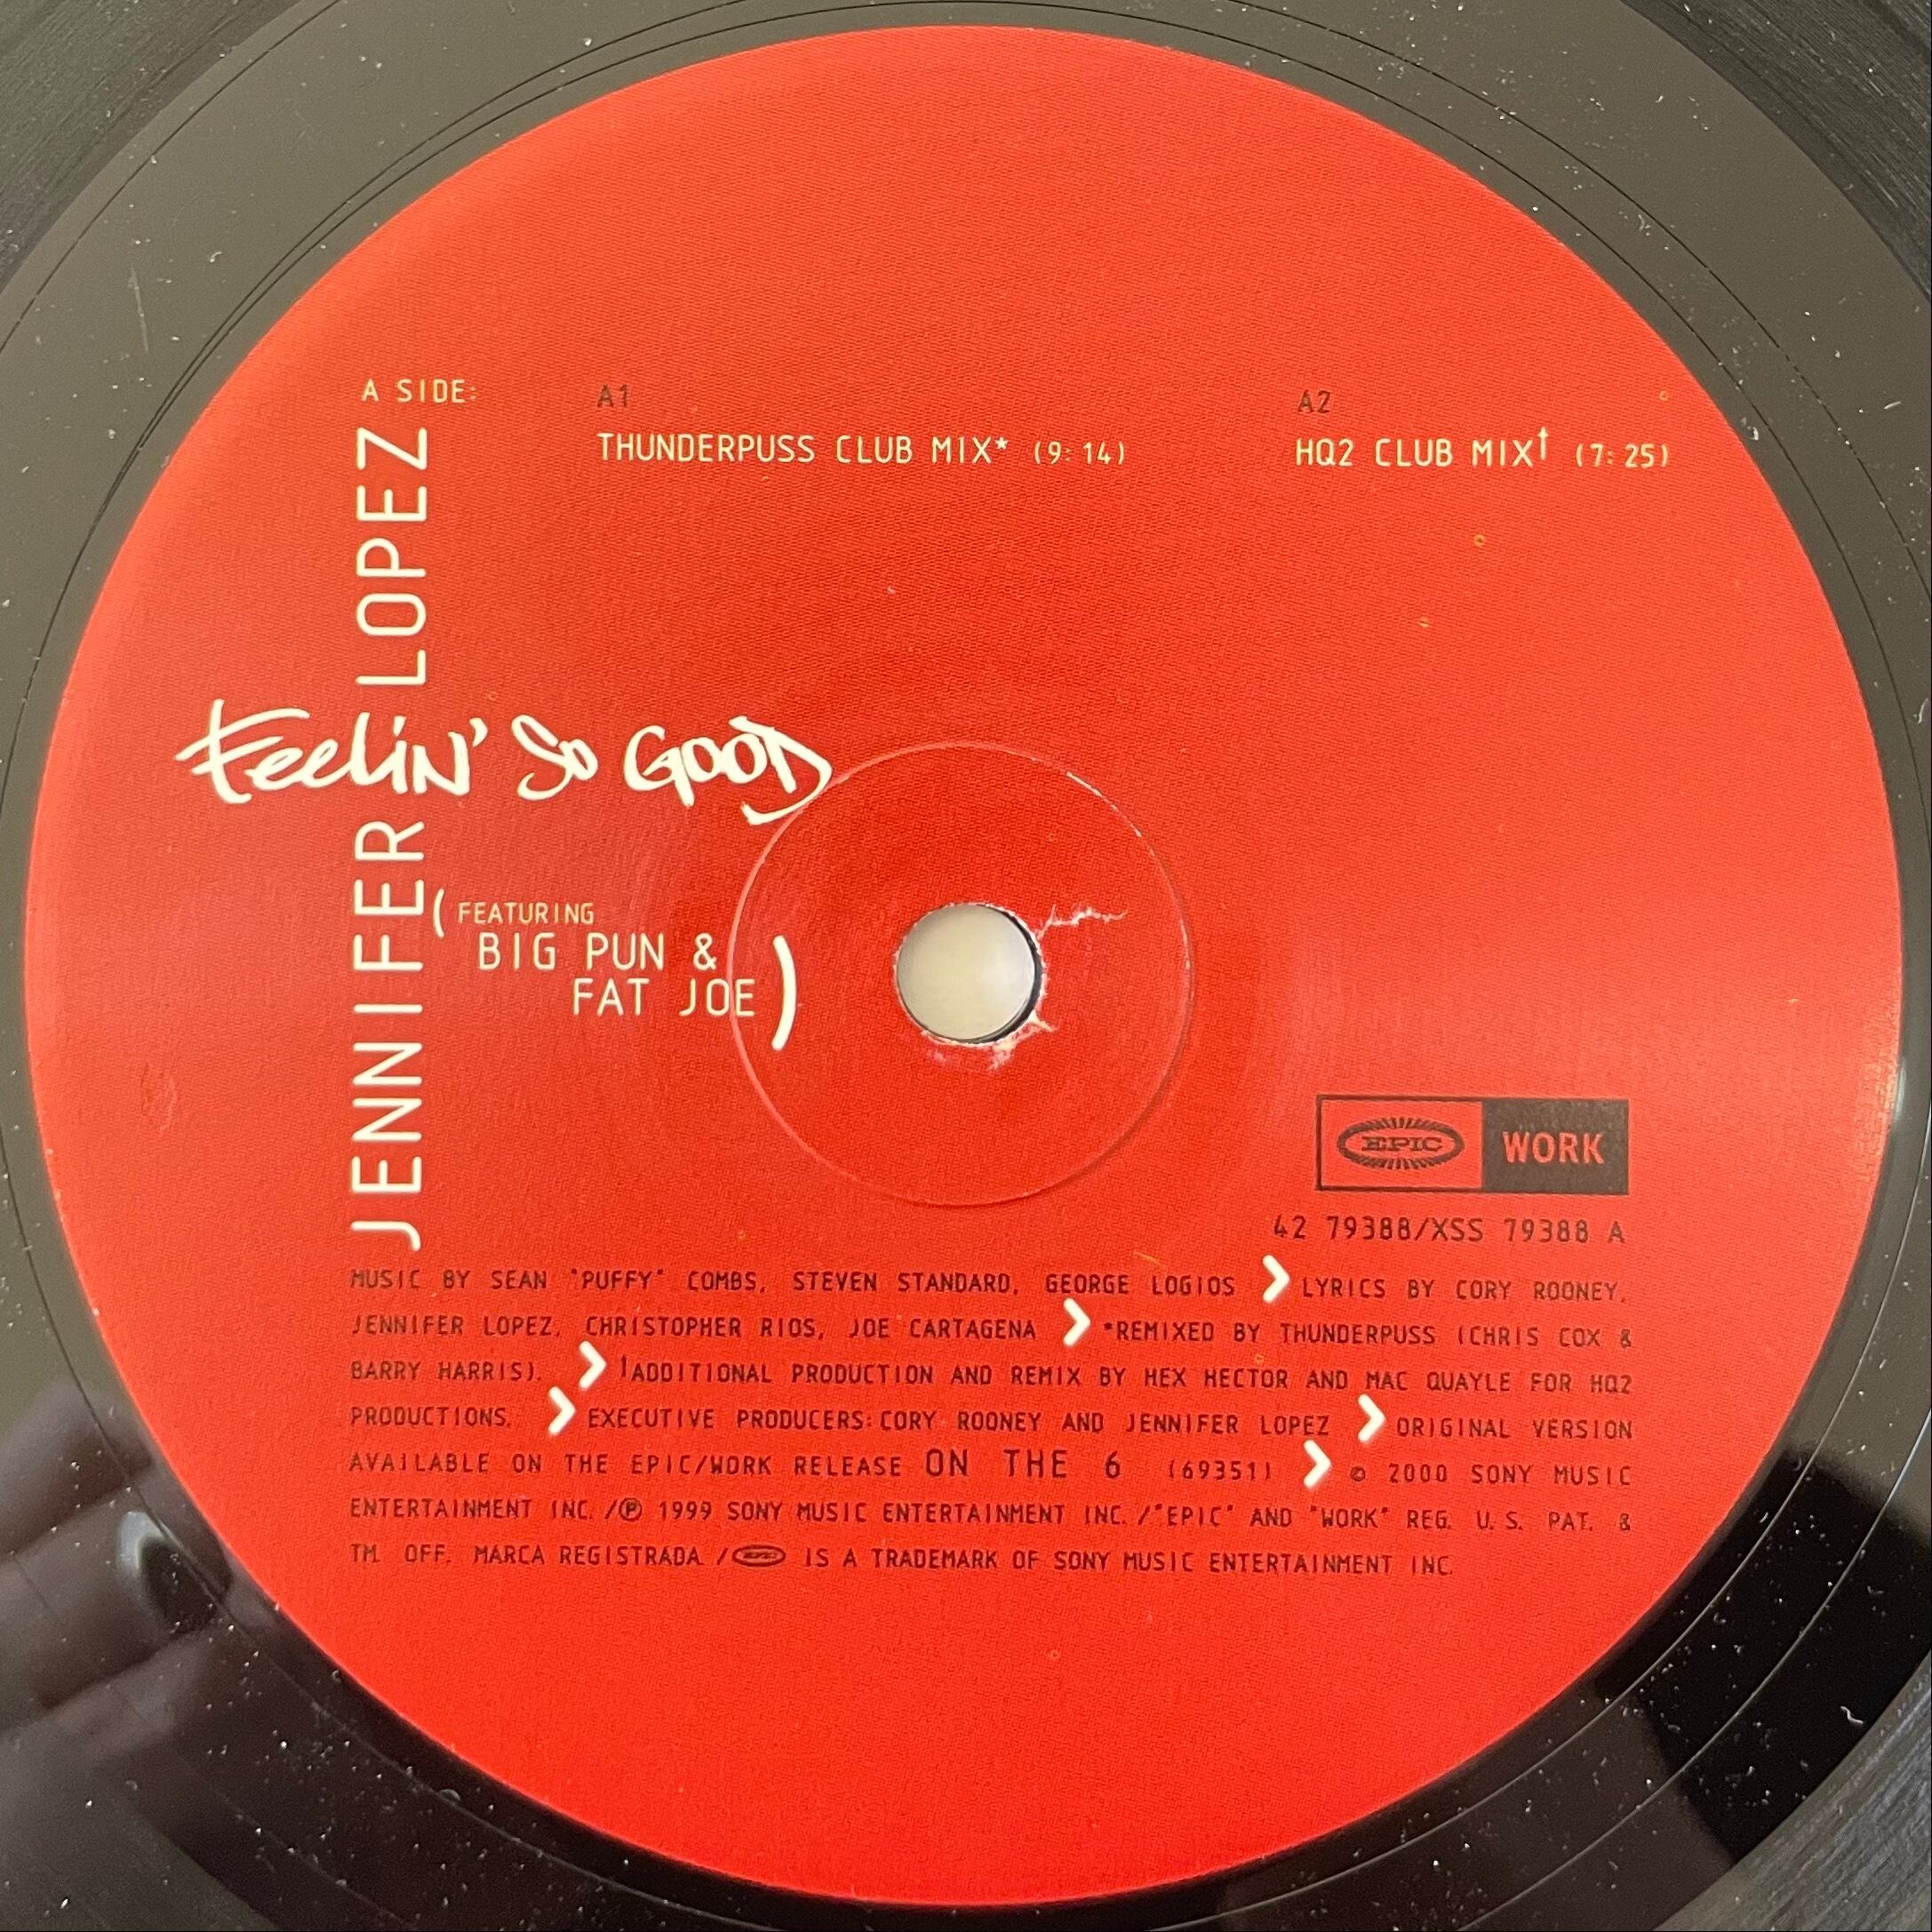 A SIDE:
A1
THUNDERPUSS CLUB MIX* (9:14)
A2
HQ2 CLUB MIX† (7:25)
JENNIFER LOPEZ
Feelin' So Good
(FEATURING
BIG PUN &
FAT JOE)
EPIC WORK
42 79388/XSS 79388 A
MUSIC BY SEAN "PUFFY" COMBS, STEVEN STANDARD, GEORGE LOGIOS > LYRICS BY CORY ROONEY,
JENNIFER LOPEZ, CHRISTOPHER RIOS, JOE CARTAGENA > *REMIXED BY THUNDERPUSS (CHRIS COX &
BARRY HARRIS). > †ADDITIONAL PRODUCTION AND REMIX BY HEX HECTOR AND MAC QUAYLE FOR HQ2
PRODUCTIONS. > EXECUTIVE PRODUCERS: CORY ROONEY AND JENNIFER LOPEZ > ORIGINAL VERSION
AVAILABLE ON THE EPIC/WORK RELEASE ON THE 6 (69351) > © 2000 SONY MUSIC
ENTERTAINMENT INC. /℗ 1999 SONY MUSIC ENTERTAINMENT INC. /"EPIC" AND "WORK" REG. U.S. PAT. &
TM. OFF. MARCA REGISTRADA /EPIC IS A TRADEMARK OF SONY MUSIC ENTERTAINMENT INC.